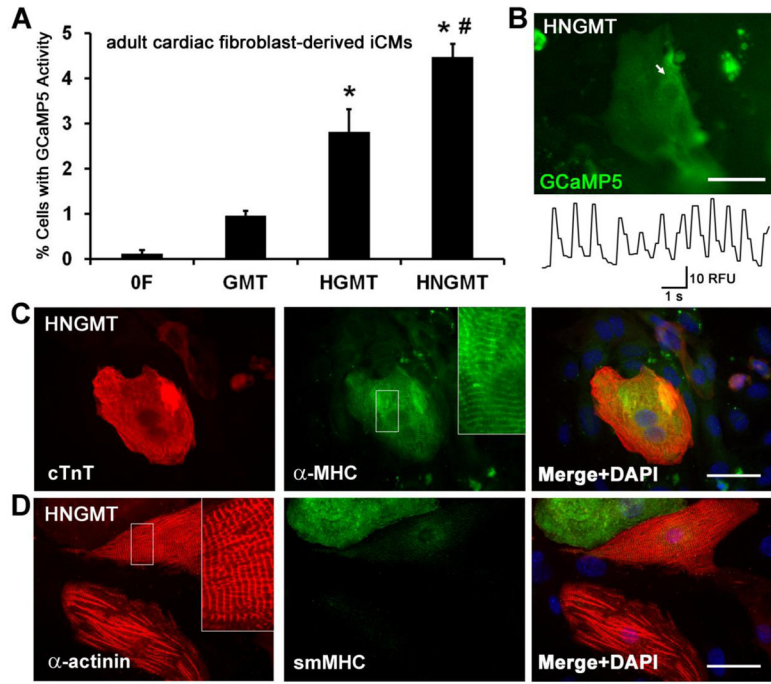 A
adult cardiac fibroblast-derived iCMs
* #
*
% Cells with GCaMP5 Activity
5
4
3
2
1
0
0F GMT HGMT HNGMT
B
HNGMT
GCaMP5
10 RFU
1 s
C
HNGMT
cTnT
α-MHC
Merge+DAPI
D
HNGMT
α-actinin
smMHC
Merge+DAPI